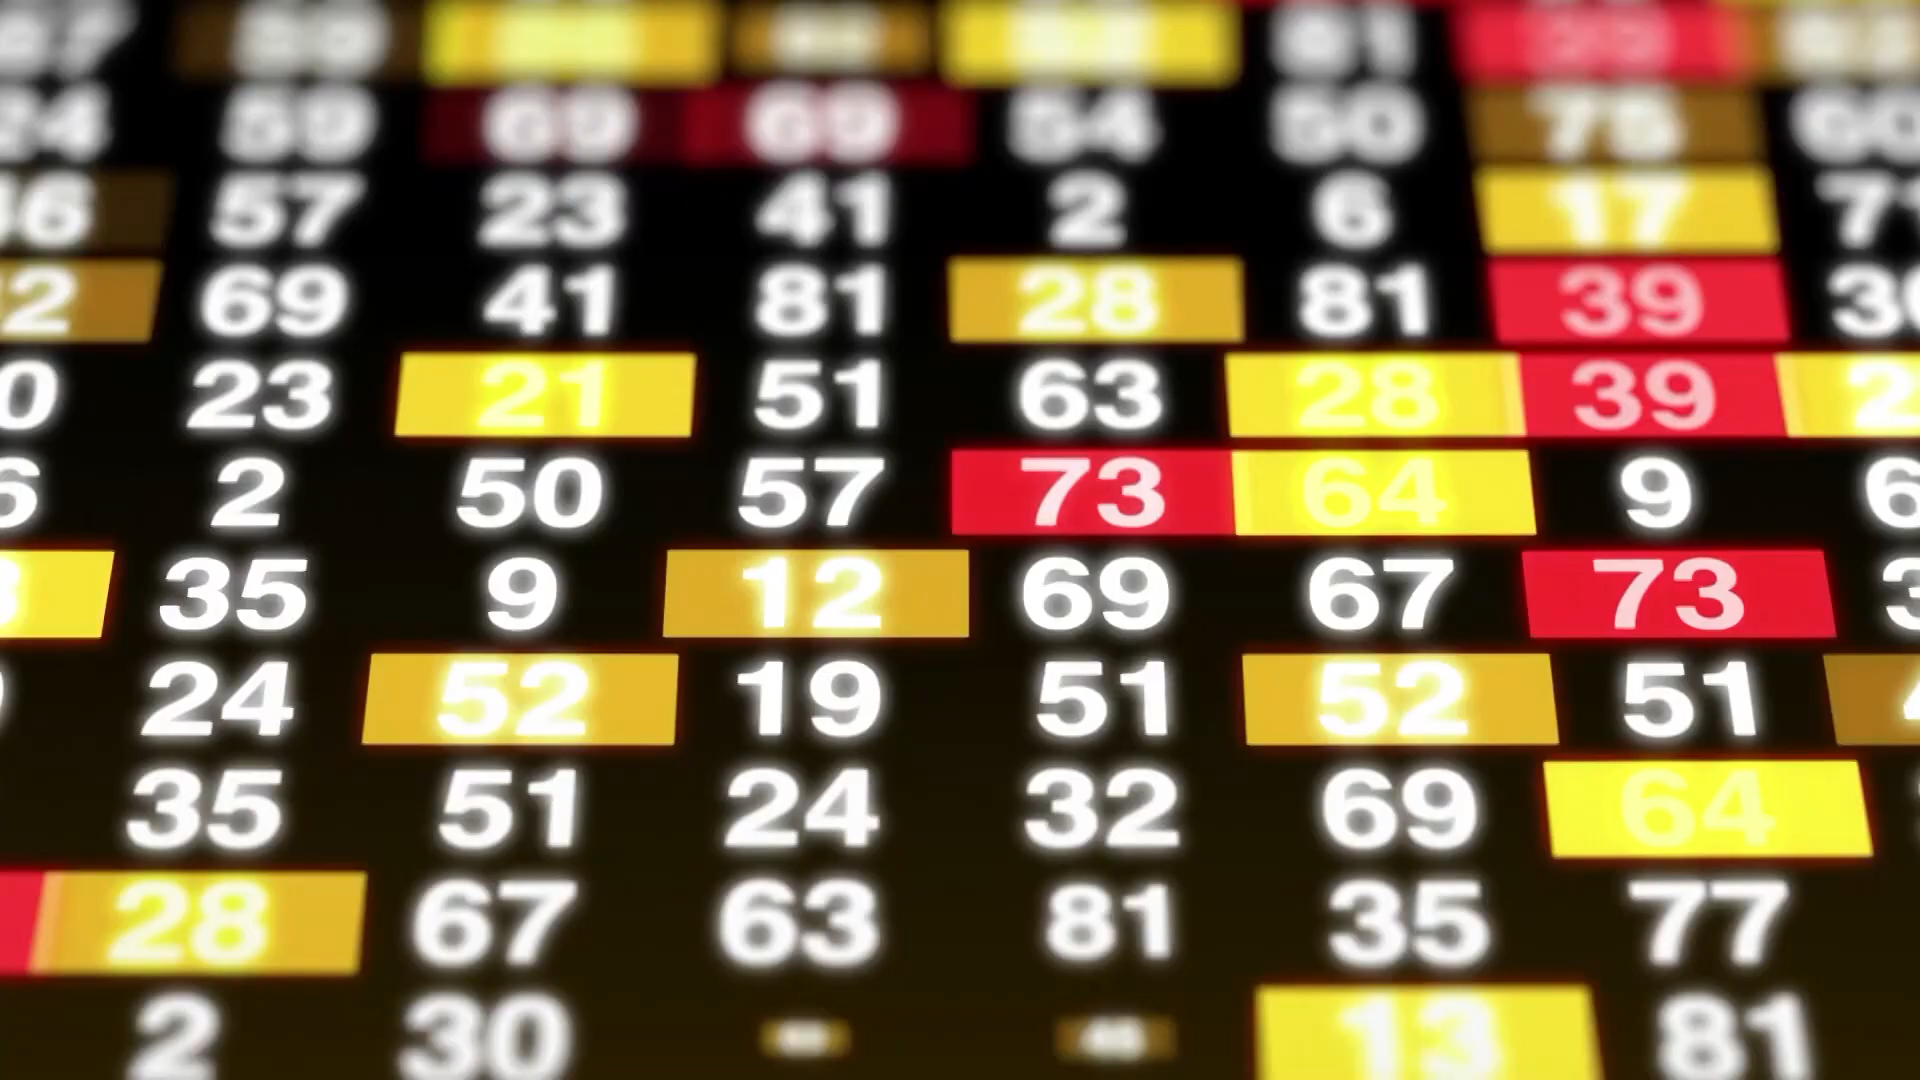 59
24 59 69 69 54 50 75 60
57 23 41 2 6 17
69 41 81 28 81 39
23 21 51 63 28 39
2 50 57 73 64 9
35 9 12 69 67 73
24 52 19 51 52 51
35 51 24 32 69 64
28 67 63 81 35 77
2 30 13 81